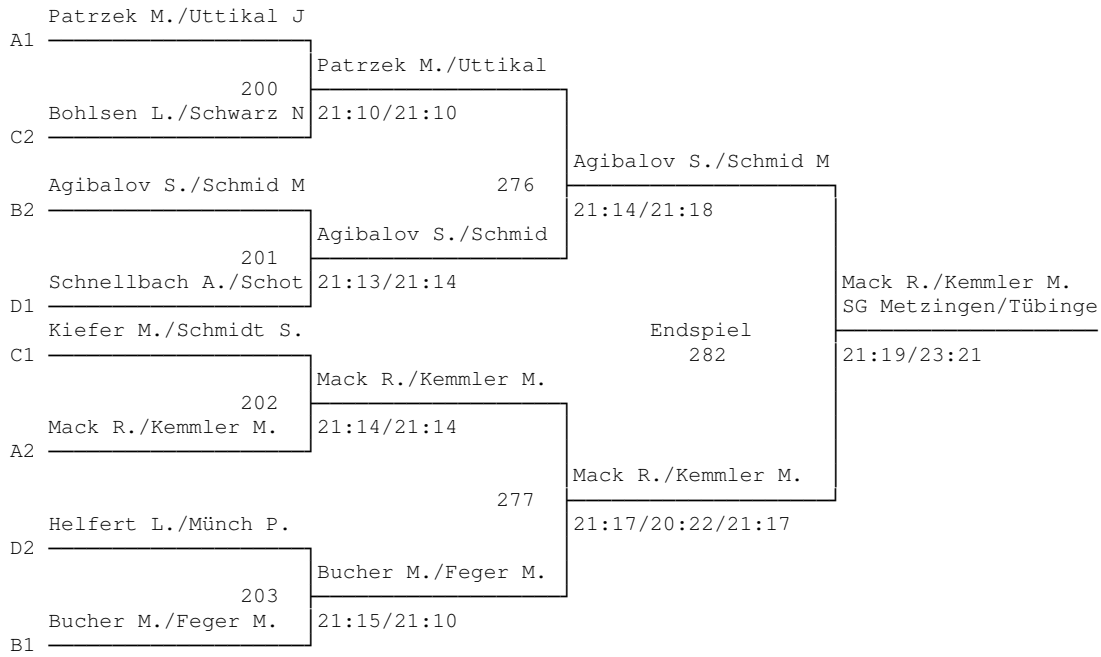 Patrzek M./Uttikal J
A1
Patrzek M./Uttikal
200
Bohlsen L./Schwarz N 21:10/21:10
C2
Agibalov S./Schmid M
Agibalov S./Schmid M 276
B2
21:14/21:18
Agibalov S./Schmid
201
Schnellbach A./Schot 21:13/21:14 Mack R./Kemmler M.
D1 SG Metzingen/Tübinge
Kiefer M./Schmidt S. Endspiel
C1 282 21:19/23:21
Mack R./Kemmler M.
202
Mack R./Kemmler M. 21:14/21:14
A2
Mack R./Kemmler M.
277
Helfert L./Münch P. 21:17/20:22/21:17
D2
Bucher M./Feger M.
203
Bucher M./Feger M. 21:15/21:10
B1